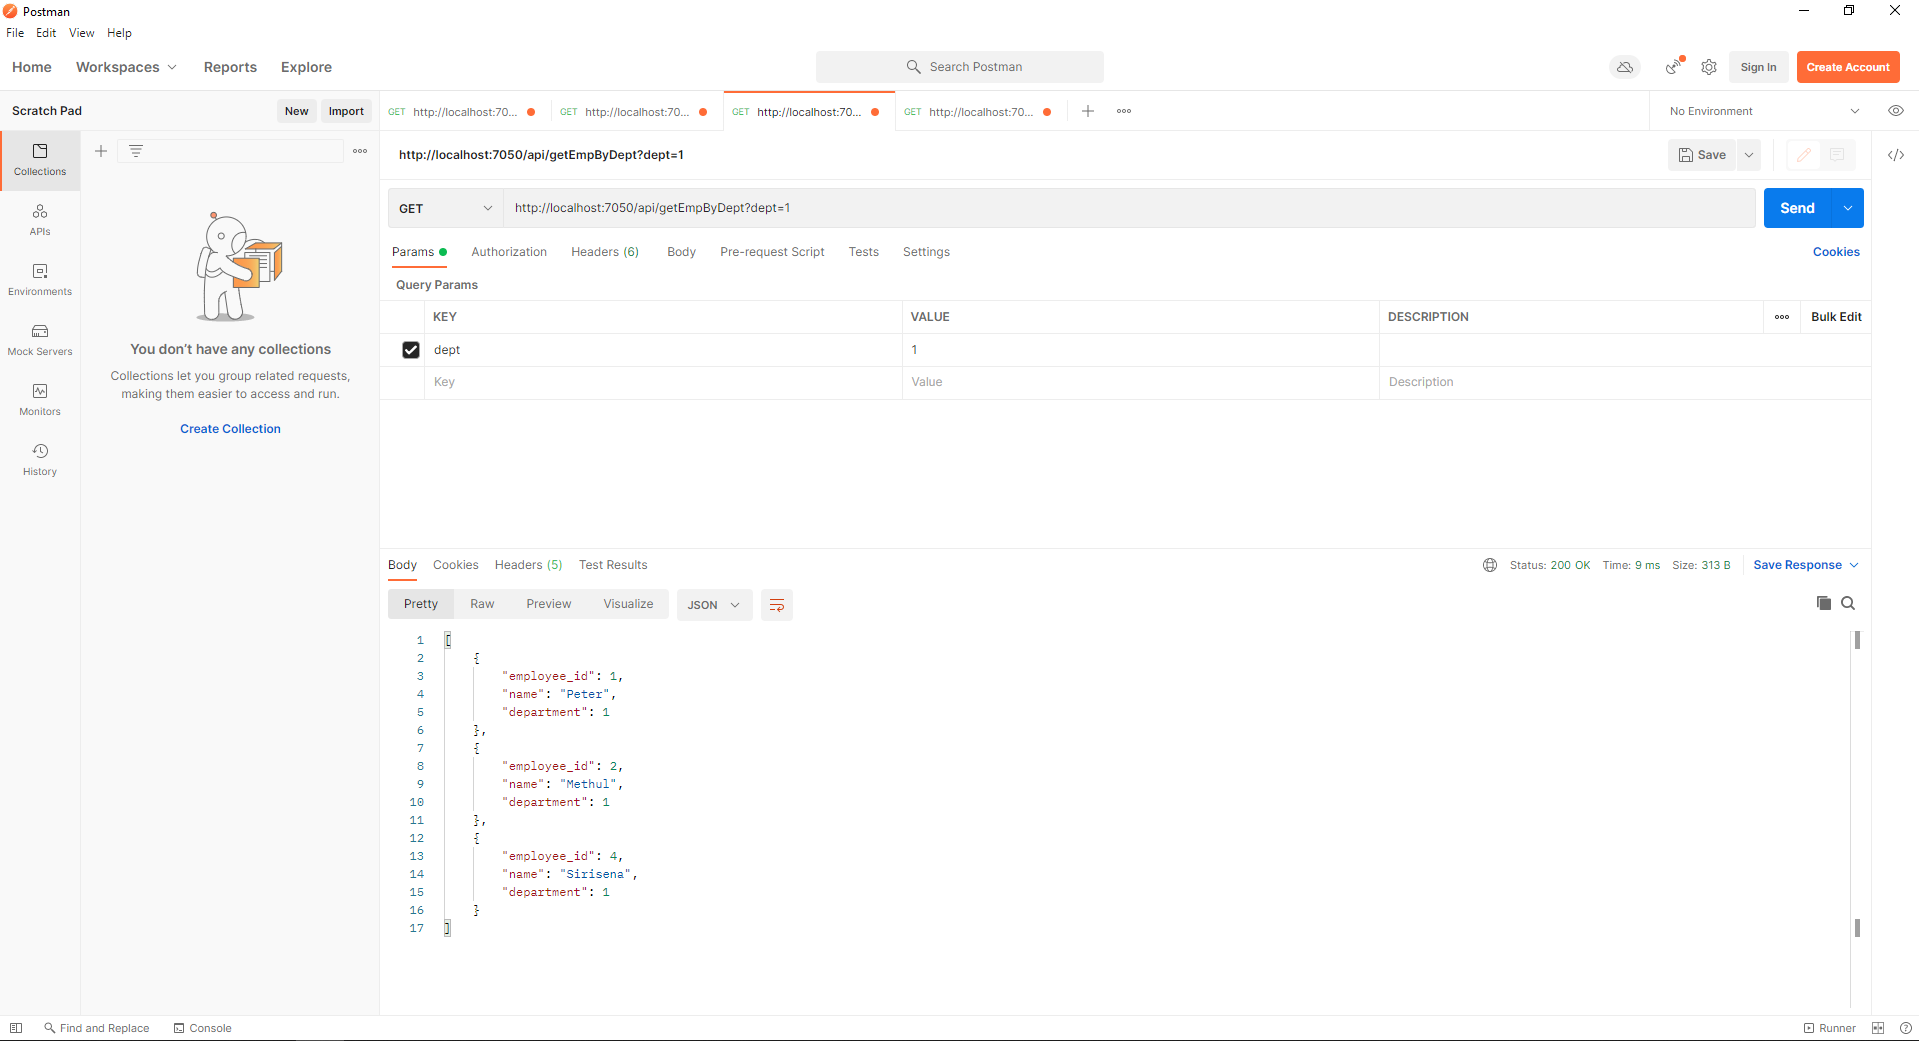 Postman
File Edit View Help
Home Workspaces Reports Explore
Search Postman
Sign In Create Account
Scratch Pad New Import
GET http://localhost:70... GET http://localhost:70... GET http://localhost:70... GET http://localhost:70...
No Environment
Collections
APIs
Environments
Mock Servers
Monitors
History
You don't have any collections
Collections let you group related requests,
making them easier to access and run.
Create Collection
http://localhost:7050/api/getEmpByDept?dept=1
Save
GET http://localhost:7050/api/getEmpByDept?dept=1 Send
Params Authorization Headers (6) Body Pre-request Script Tests Settings Cookies
Query Params
KEY VALUE DESCRIPTION Bulk Edit
dept 1
Key Value Description
Body Cookies Headers (5) Test Results Status: 200 OK Time: 9 ms Size: 313 B Save Response
Pretty Raw Preview Visualize JSON
1 [
2 {
3 "employee_id": 1,
4 "name": "Peter",
5 "department": 1
6 },
7 {
8 "employee_id": 2,
9 "name": "Methul",
10 "department": 1
11 },
12 {
13 "employee_id": 4,
14 "name": "Sirisena",
15 "department": 1
16 }
17 ]
Find and Replace Console Runner